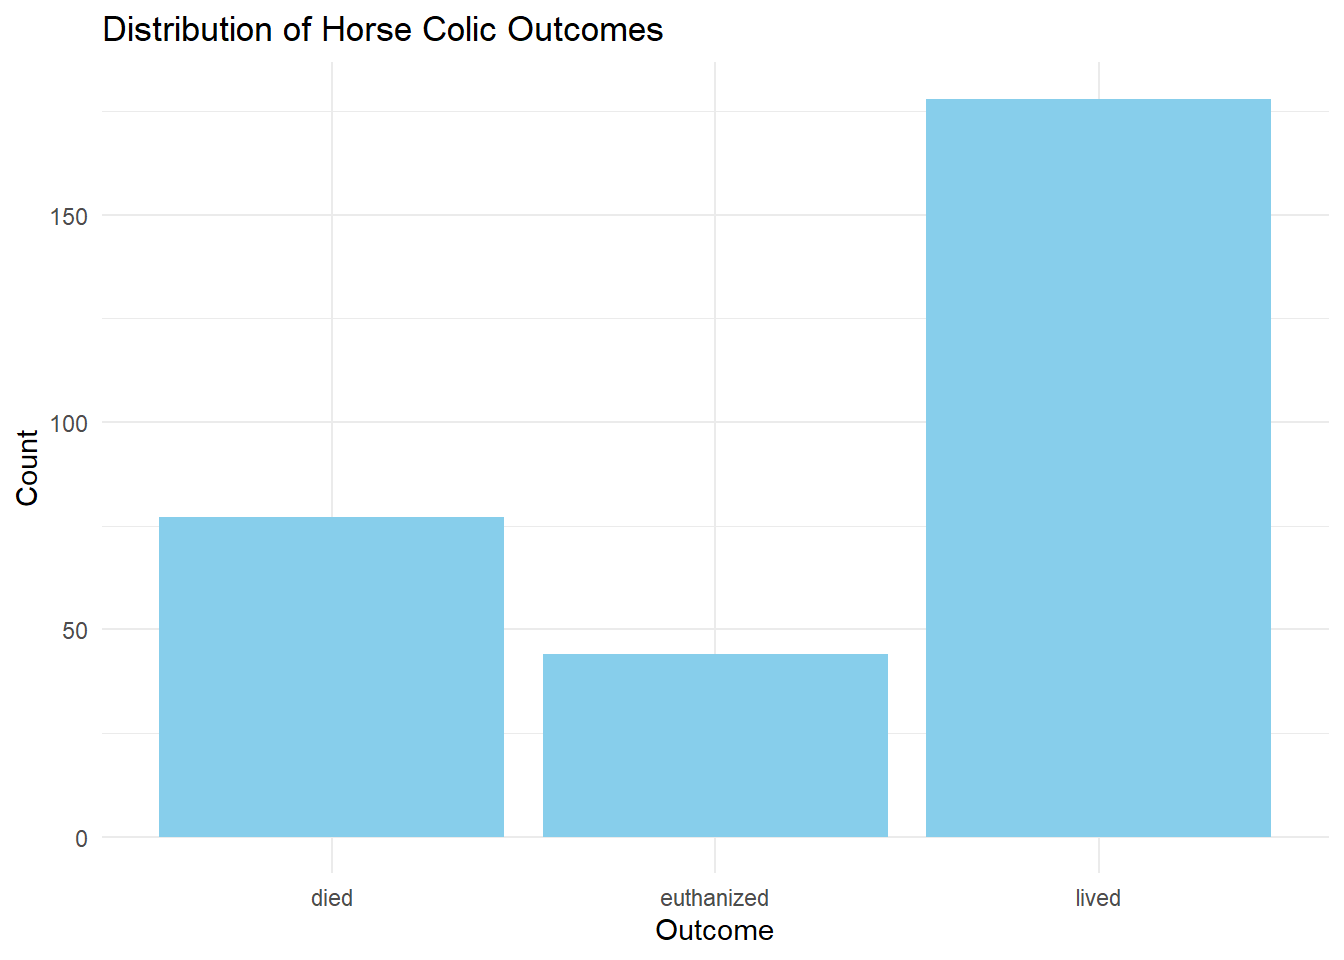 Distribution of Horse Colic Outcomes
Count
150
100
50
0
died
euthanized
lived
Outcome